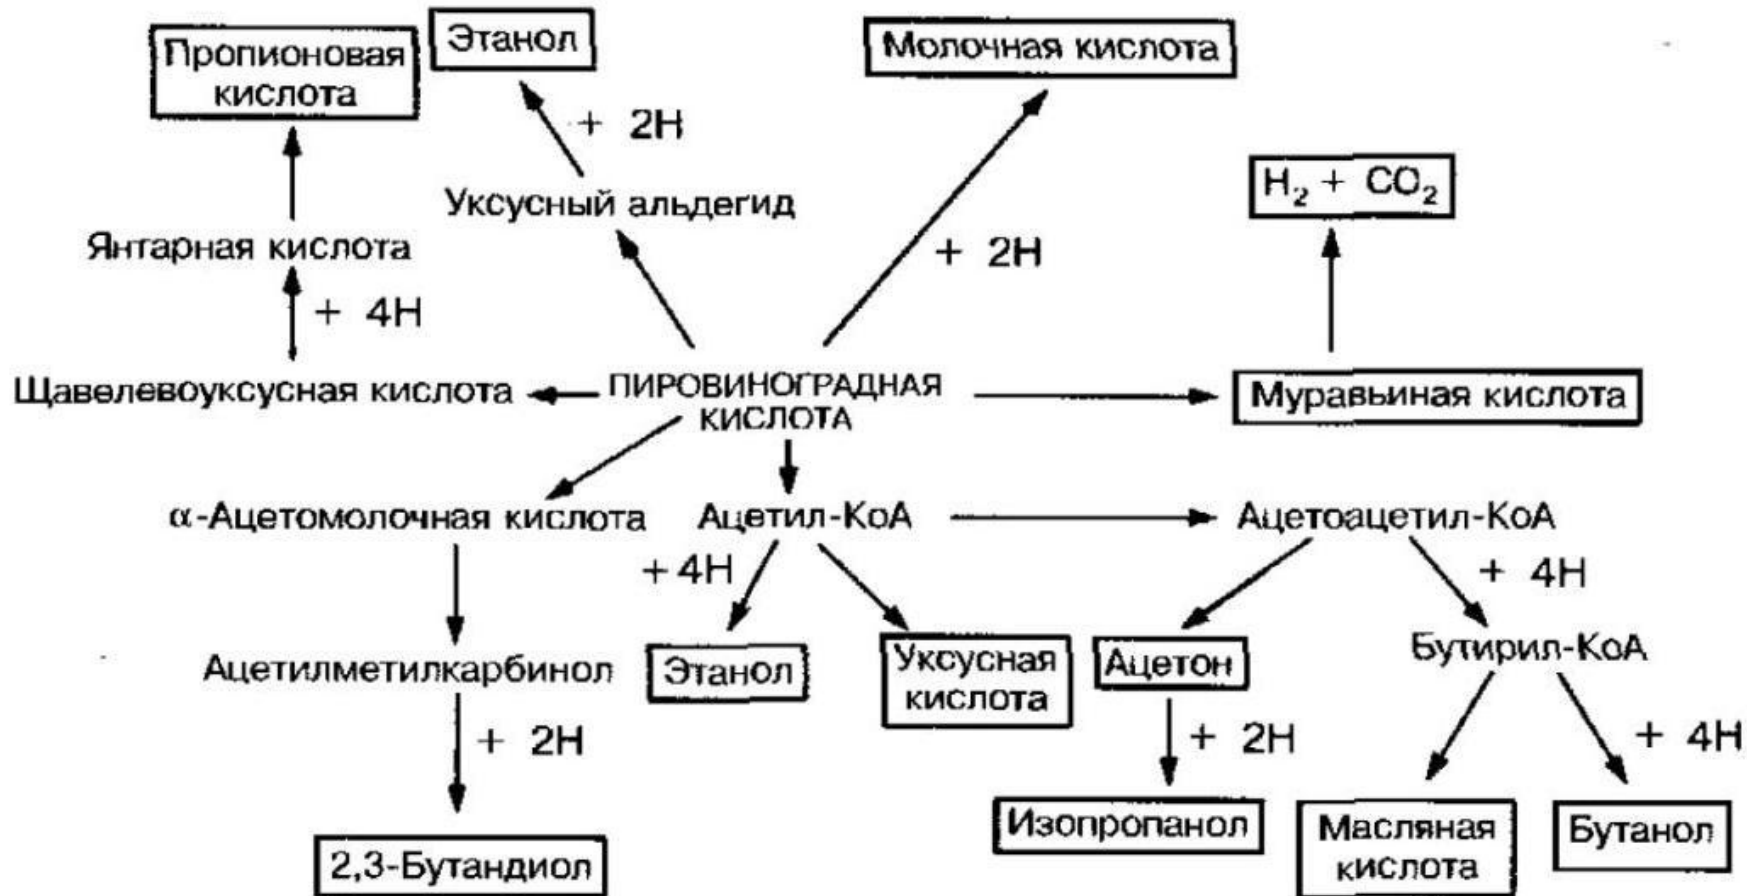 Пропионовая
кислота
Этанол
Молочная кислота
+ 2H
H₂ + CO₂
Уксусный альдегид
Янтарная кислота
+ 2H
+ 4H
Щавелевоуксусная кислота
ПИРОВИНОГРАДНАЯ
КИСЛОТА
Муравьиная кислота
α-Ацетомолочная кислота
Ацетил-КоА
Ацетоацетил-КоА
+ 4H
+ 4H
Ацетилметилкарбинол
Этанол
Уксусная
кислота
Ацетон
Бутирил-КоА
+ 2H
+ 2H
+ 4H
2,3-Бутандиол
Изопропанол
Масляная
кислота
Бутанол